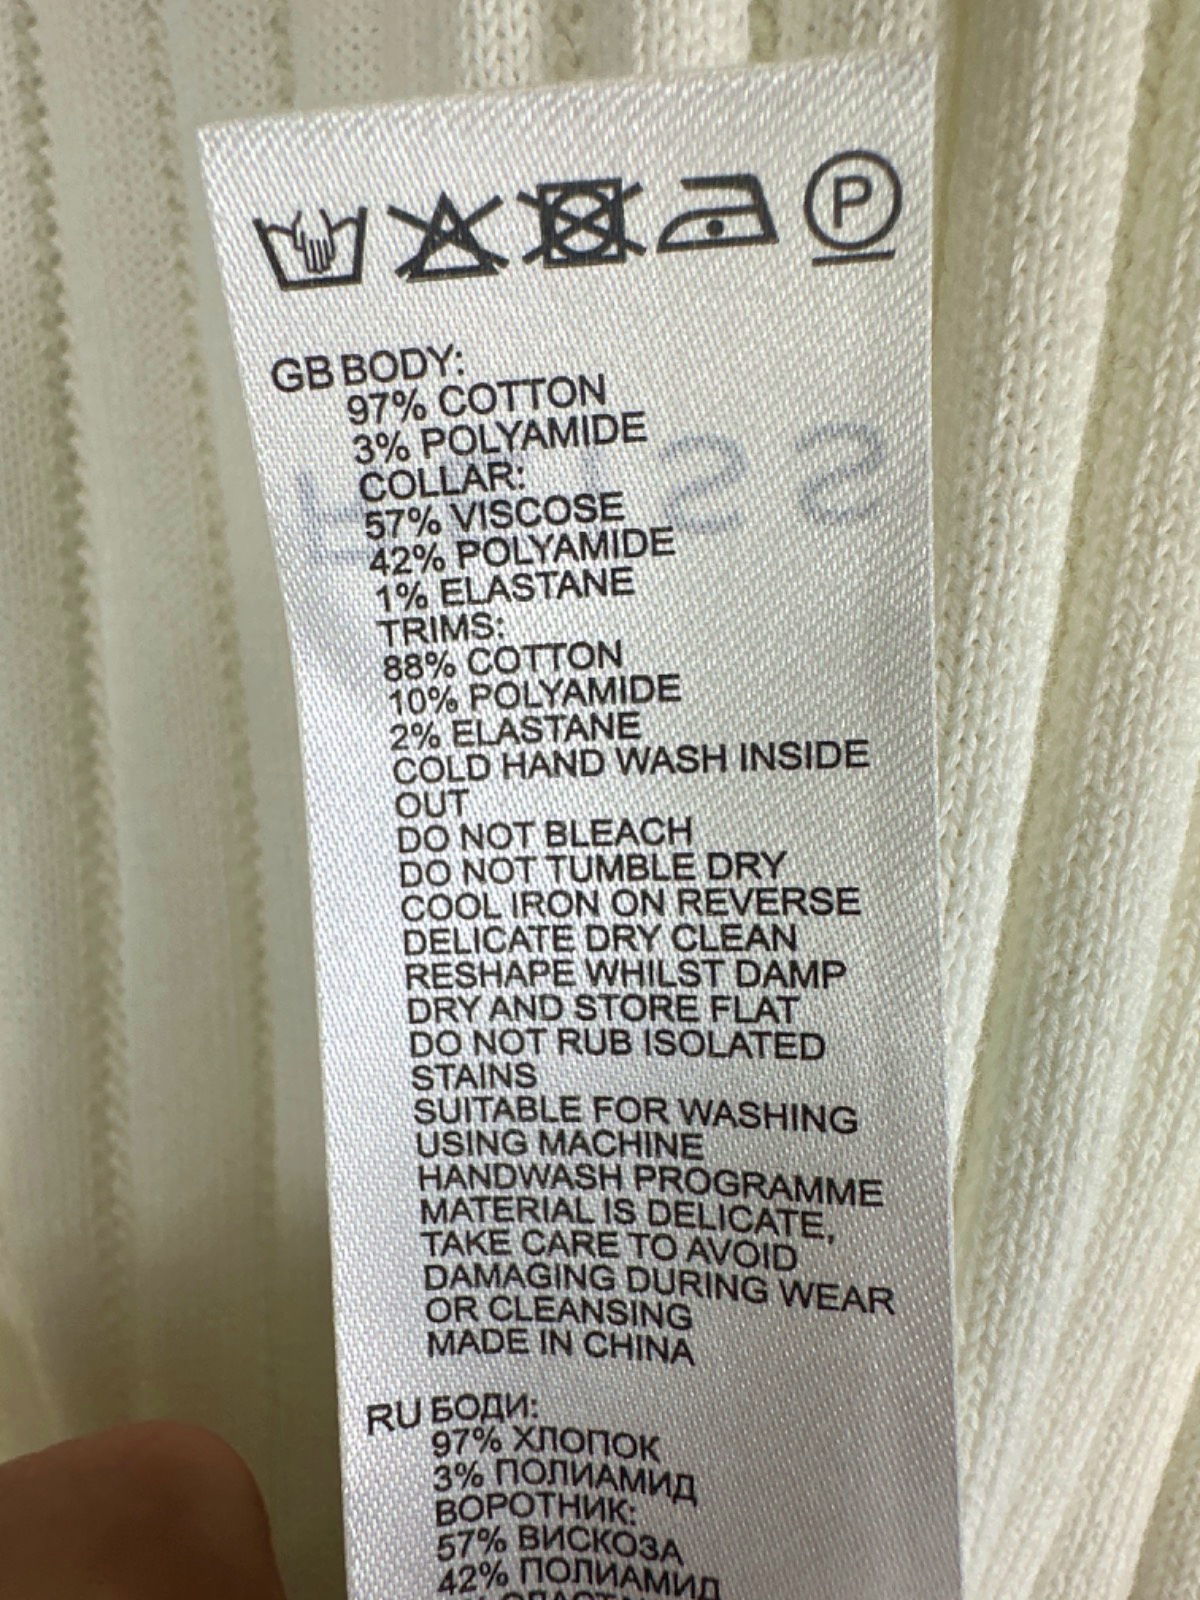 P
GB BODY:
97% COTTON
3% POLYAMIDE
COLLAR:
57% VISCOSE
42% POLYAMIDE
1% ELASTANE
TRIMS:
88% COTTON
10% POLYAMIDE
2% ELASTANE
COLD HAND WASH INSIDE
OUT
DO NOT BLEACH
DO NOT TUMBLE DRY
COOL IRON ON REVERSE
DELICATE DRY CLEAN
RESHAPE WHILST DAMP
DRY AND STORE FLAT
DO NOT RUB ISOLATED
STAINS
SUITABLE FOR WASHING
USING MACHINE
HANDWASH PROGRAMME
MATERIAL IS DELICATE,
TAKE CARE TO AVOID
DAMAGING DURING WEAR
OR CLEANSING
MADE IN CHINA
RU БОДИ:
97% ХЛОПОК
3% ПОЛИАМИД
ВОРОТНИК:
57% ВИСКОЗА
42% ПОЛИАМИД